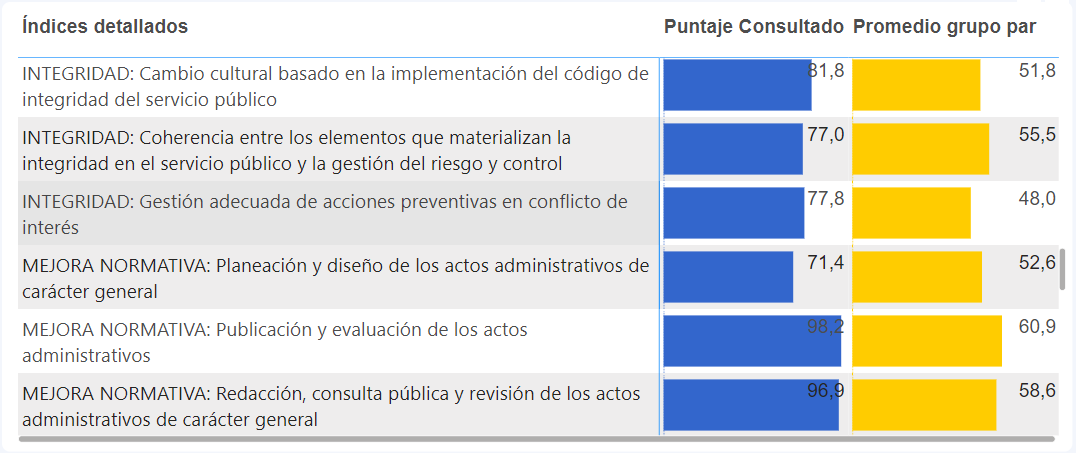 Índices detallados Puntaje Consultado Promedio grupo par
INTEGRIDAD: Cambio cultural basado en la implementación del código de 81,8 51,8
integridad del servicio público
INTEGRIDAD: Coherencia entre los elementos que materializan la 77,0 55,5
integridad en el servicio público y la gestión del riesgo y control
INTEGRIDAD: Gestión adecuada de acciones preventivas en conflicto de 77,8 48,0
interés
MEJORA NORMATIVA: Planeación y diseño de los actos administrativos de 71,4 52,6
carácter general
MEJORA NORMATIVA: Publicación y evaluación de los actos 98,2 60,9
administrativos
MEJORA NORMATIVA: Redacción, consulta pública y revisión de los actos 96,9 58,6
administrativos de carácter general